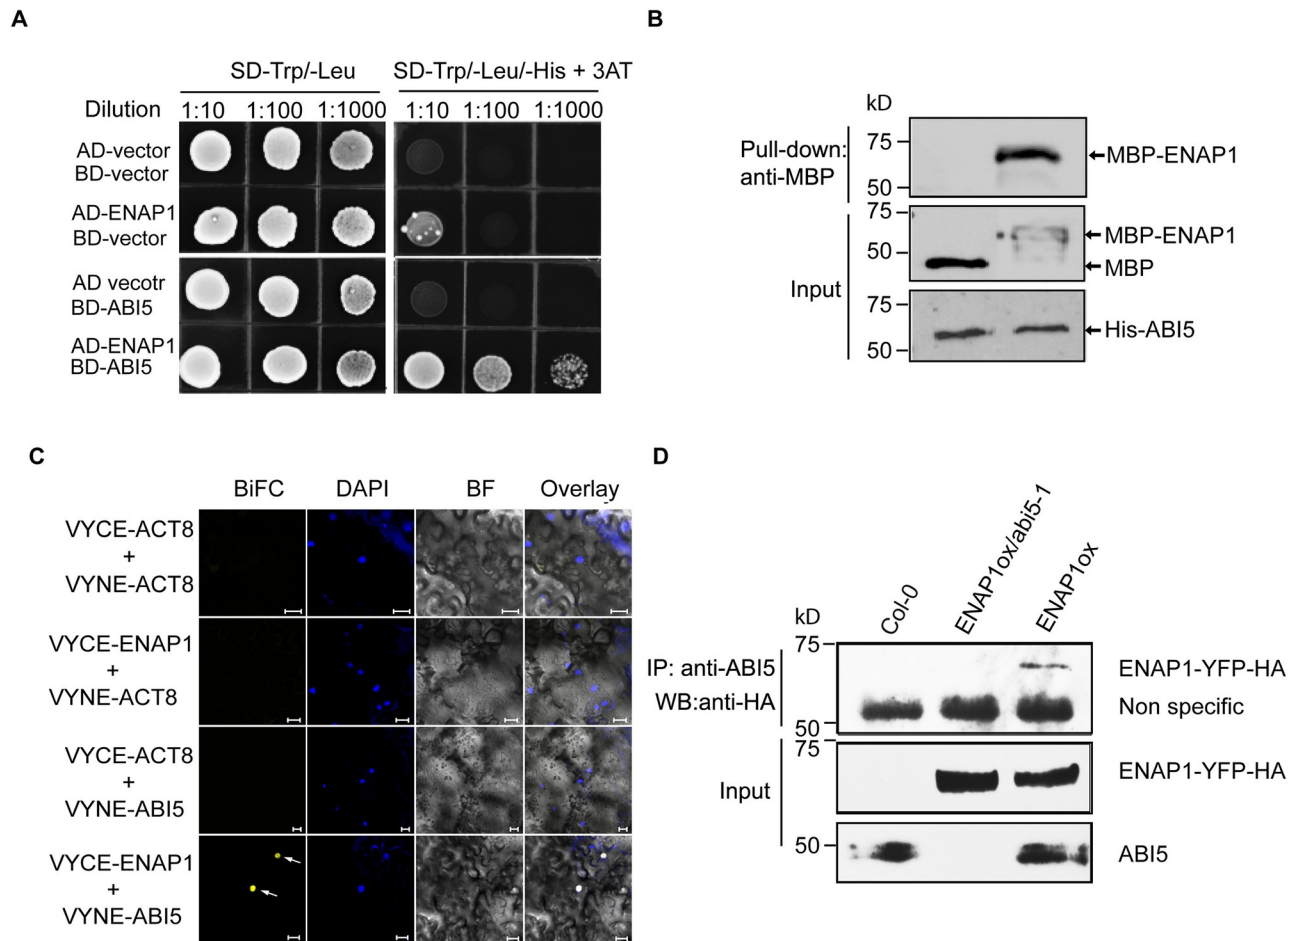 A
SD-Trp/-Leu
SD-Trp/-Leu/-His + 3AT
Dilution
1:10
1:100
1:1000
1:10
1:100
1:1000
AD-vector
BD-vector
AD-ENAP1
BD-vector
AD vecotr
BD-ABI5
AD-ENAP1
BD-ABI5
B
kD
Pull-down:
anti-MBP
75
50
MBP-ENAP1
Input
75
50
MBP-ENAP1
MBP
75
50
His-ABI5
C
BiFC
DAPI
BF
Overlay
VYCE-ACT8
+
VYNE-ACT8
VYCE-ENAP1
+
VYNE-ACT8
VYCE-ACT8
+
VYNE-ABI5
VYCE-ENAP1
+
VYNE-ABI5
D
kD
Col-0
ENAP1ox/abi5-1
ENAP1ox
IP: anti-ABI5
WB:anti-HA
75
50
ENAP1-YFP-HA
Non specific
Input
75
ENAP1-YFP-HA
50
ABI5